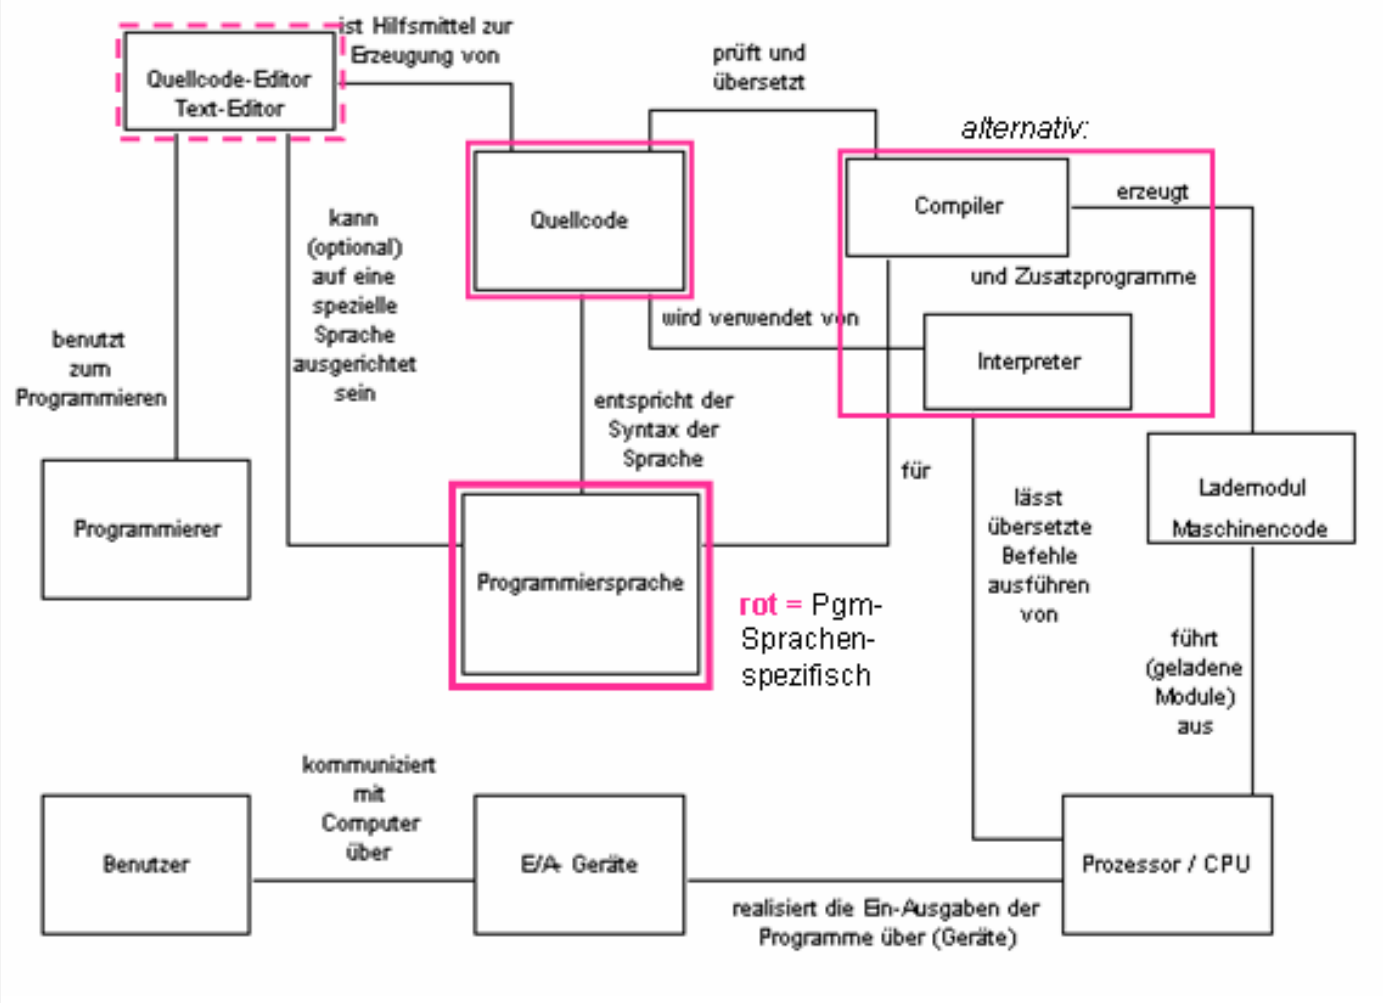 ist Hilfsmittel zur
Erzeugung von
Quellcode-Editor
Text-Editor
prüft und
übersetzt
alternativ:
Quellcode
Compiler
erzeugt
und Zusatzprogramme
kann
(optional)
auf eine
spezielle
Sprache
ausgerichtet
sein
wird verwendet von
Interpreter
benutzt
zum
Programmieren
entspricht der
Syntax der
Sprache
für
Lademodul
Maschinencode
lässt
übersetzte
Befehle
ausführen
von
Programmierer
Programmiersprache
rot = Pgm-
Sprachen-
spezifisch
führt
(geladene
Module)
aus
kommuniziert
mit
Computer
über
Benutzer
E/A- Geräte
Prozessor / CPU
realisiert die Ein-Ausgaben der
Programme über (Geräte)